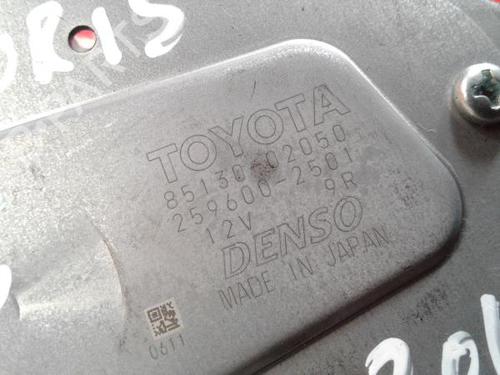 TOYOTA
85130-02050
259600-2501
12V 9R
DENSO
MADE IN JAPAN
0611